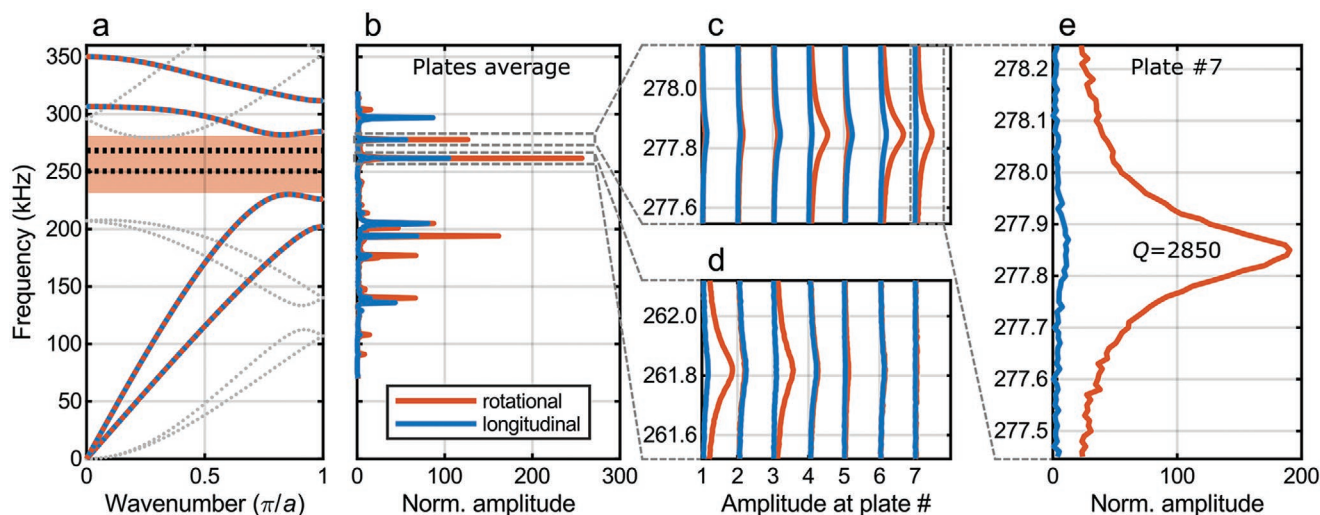 a
Frequency (kHz)
350
300
250
200
150
100
50
0
0
0.5
1
Wavenumber (π/a)
b
Plates average
rotational
longitudinal
0
100
200
300
Norm. amplitude
c
278.0
277.8
277.6
d
262.0
261.8
261.6
1
2
3
4
5
6
7
Amplitude at plate #
e
Plate #7
278.2
278.1
278.0
277.9
277.8
277.7
277.6
277.5
Q=2850
0
100
200
Norm. amplitude